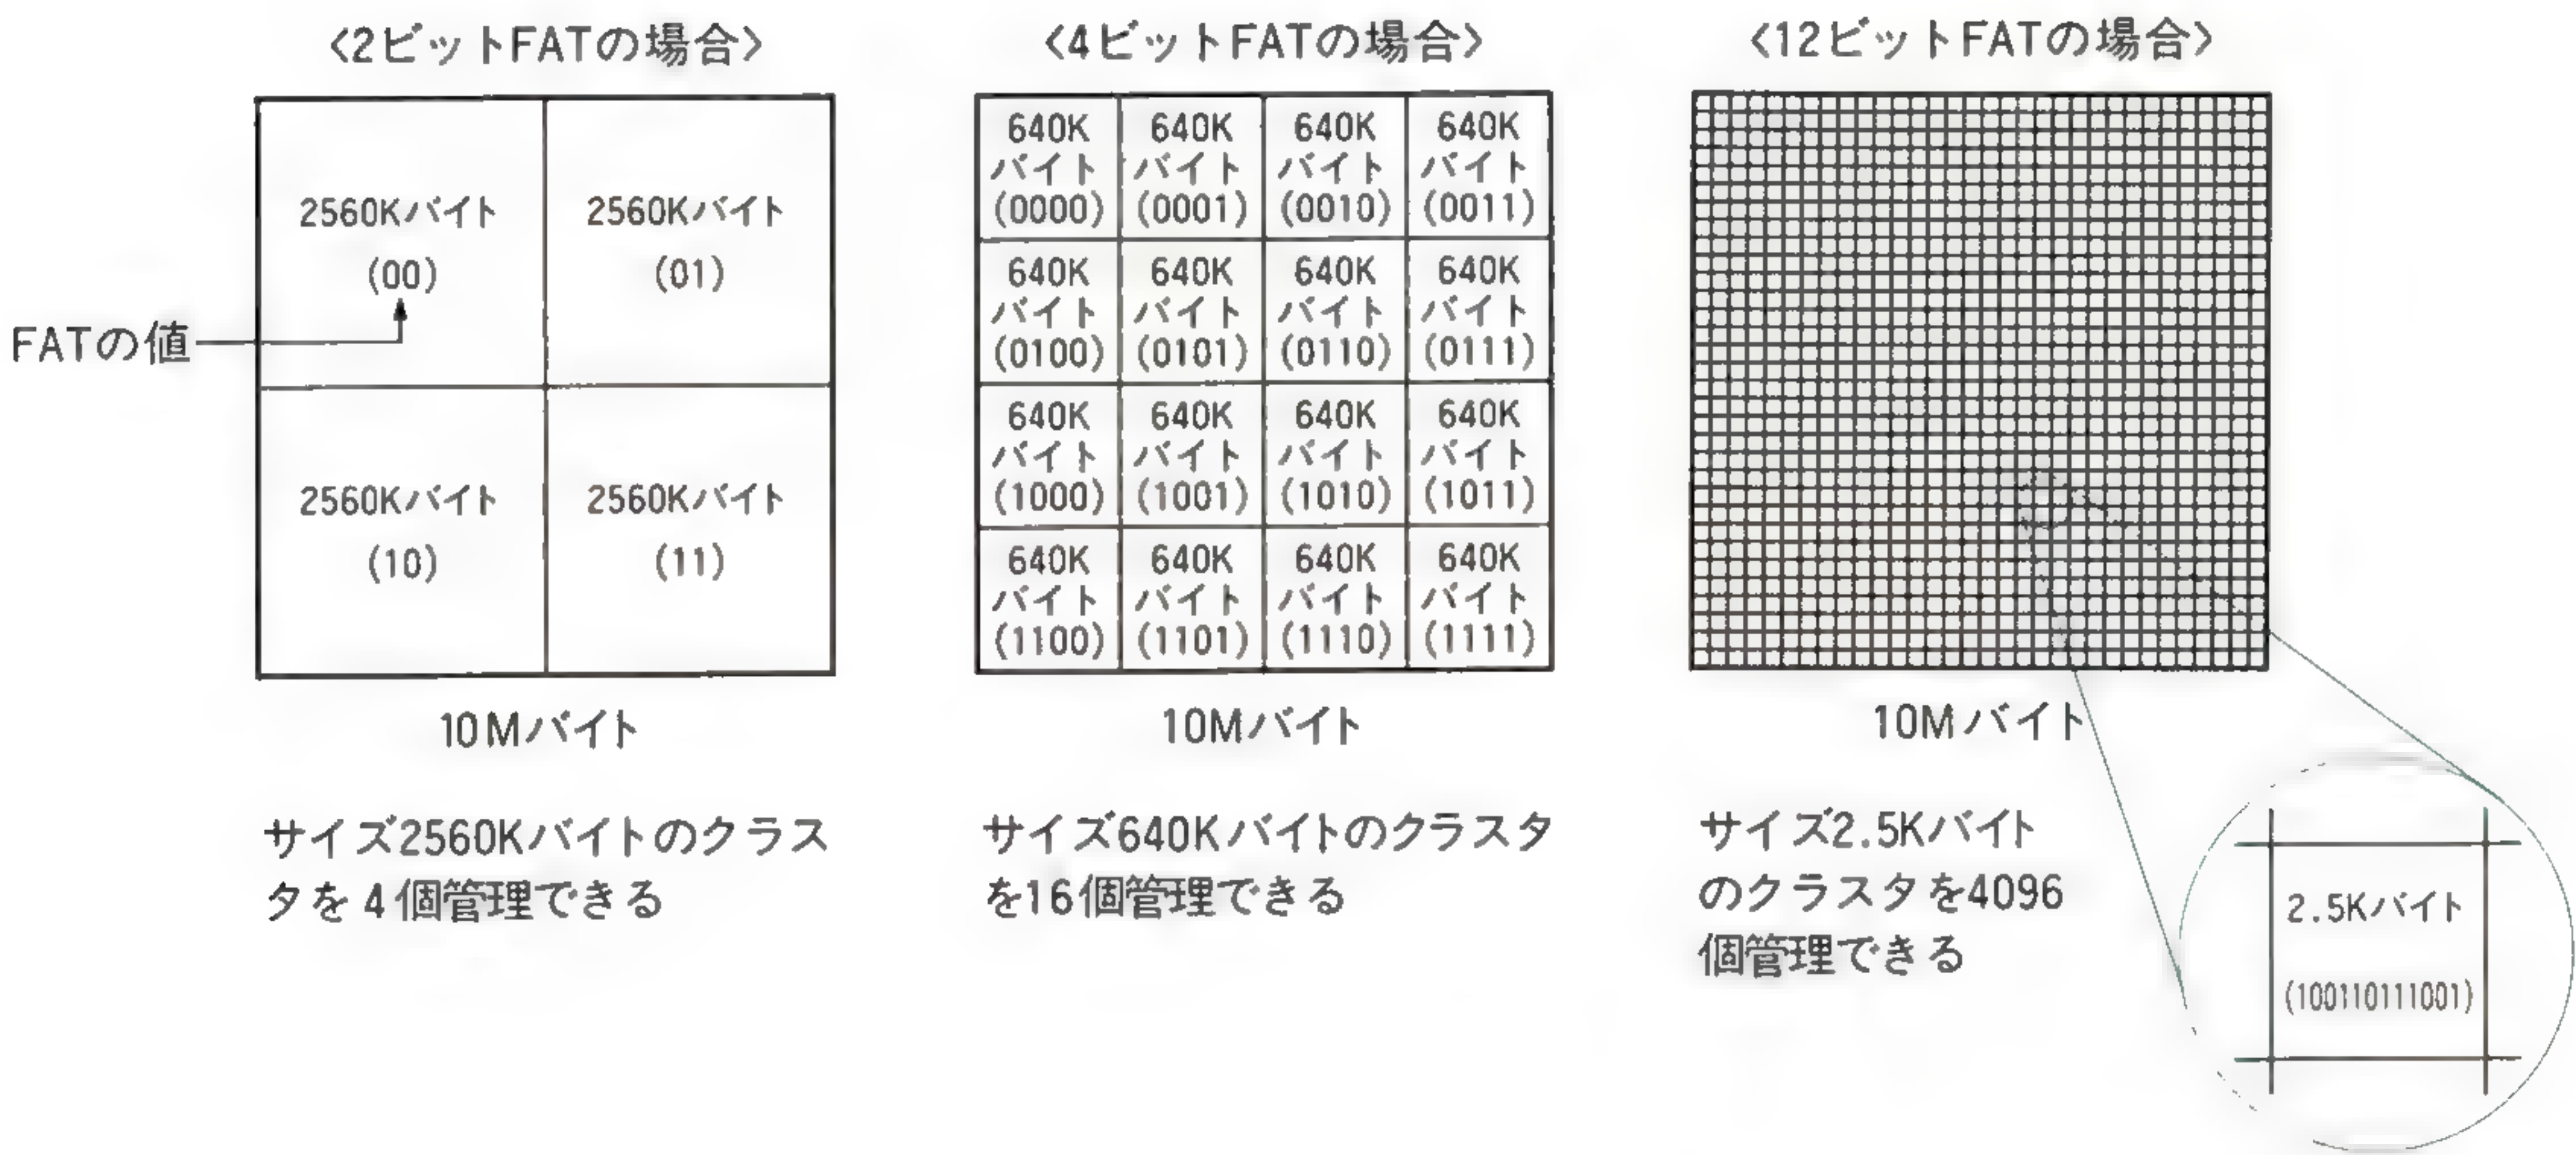 〈2ビットFATの場合〉
2560Kバイト
(00)
2560Kバイト
(01)
FATの値
2560Kバイト
(10)
2560Kバイト
(11)
10Mバイト
サイズ2560Kバイトのクラス
タを4個管理できる
〈4ビットFATの場合〉
640K
バイト
(0000)
640K
バイト
(0001)
640K
バイト
(0010)
640K
バイト
(0011)
640K
バイト
(0100)
640K
バイト
(0101)
640K
バイト
(0110)
640K
バイト
(0111)
640K
バイト
(1000)
640K
バイト
(1001)
640K
バイト
(1010)
640K
バイト
(1011)
640K
バイト
(1100)
640K
バイト
(1101)
640K
バイト
(1110)
640K
バイト
(1111)
10Mバイト
サイズ640Kバイトのクラスタ
を16個管理できる
〈12ビットFATの場合〉
10Mバイト
サイズ2.5Kバイト
のクラスタを4096
個管理できる
2.5Kバイト
(100110111001)